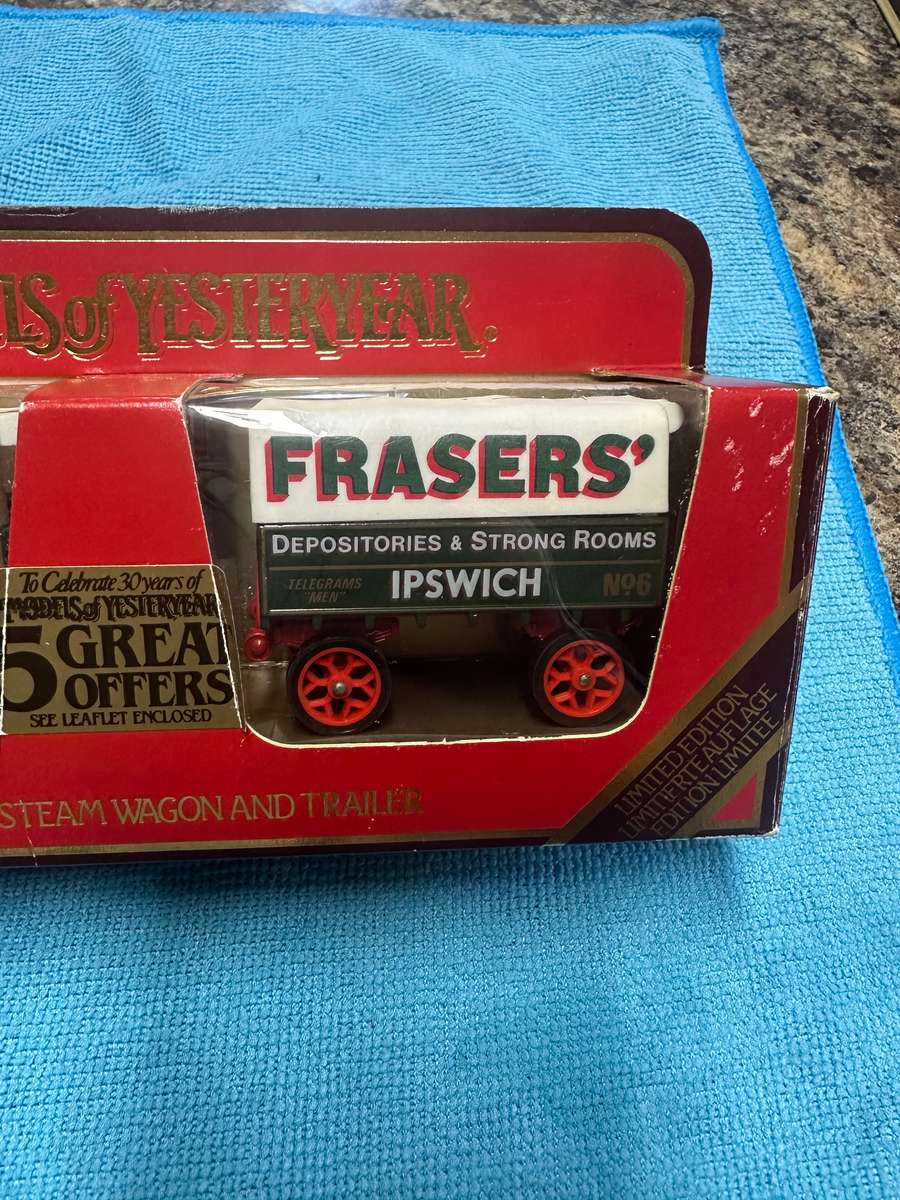 ELS of YESTERYEAR.
FRASERS'
DEPOSITORIES & STRONG ROOMS
TELEGRAMS
"MEN"
IPSWICH
Nº6
To Celebrate 30 years of
MODELS of YESTERYEAR
5 GREAT
OFFERS
SEE LEAFLET ENCLOSED
STEAM WAGON AND TRAILER
LIMITED EDITION
LIMITIERTE AUFLAGE
EDITION LIMITEE